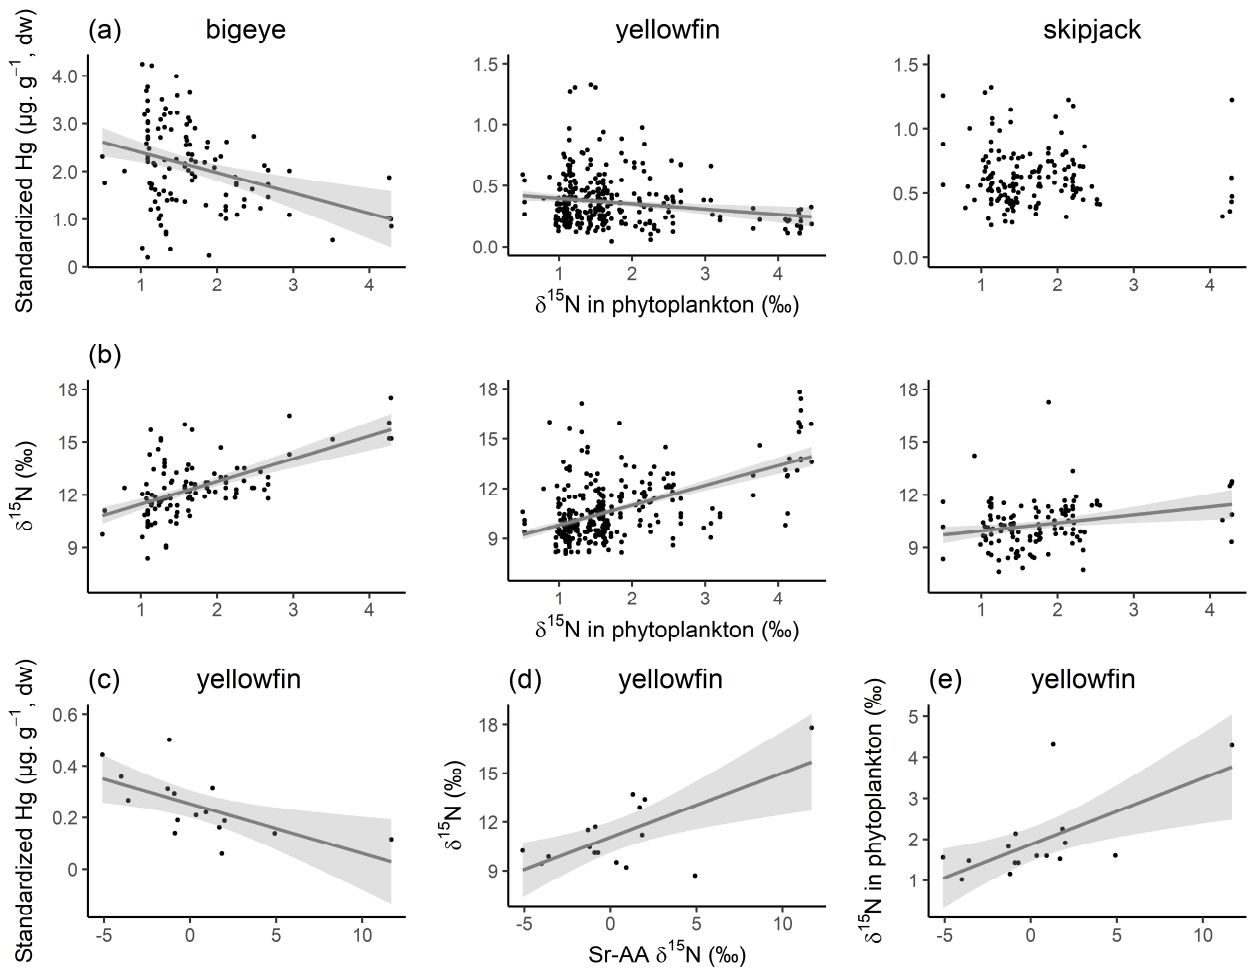 (a) bigeye yellowfin skipjack
Standardized Hg (µg. g⁻¹, dw)
4.0
3.0
2.0
1.0
0
1 2 3 4
1.5
1.0
0.5
0.0
1 2 3 4
1.5
1.0
0.5
0.0
1 2 3 4
δ¹⁵N in phytoplankton (‰)
(b)
δ¹⁵N (‰)
18
15
12
9
1 2 3 4
18
15
12
9
1 2 3 4
18
15
12
9
1 2 3 4
δ¹⁵N in phytoplankton (‰)
(c) yellowfin
Standardized Hg (µg. g⁻¹, dw)
0.6
0.4
0.2
0
-5 0 5 10
(d) yellowfin
δ¹⁵N (‰)
18
15
12
9
-5 0 5 10
Sr-AA δ¹⁵N (‰)
(e) yellowfin
δ¹⁵N in phytoplankton (‰)
5
4
3
2
1
-5 0 5 10